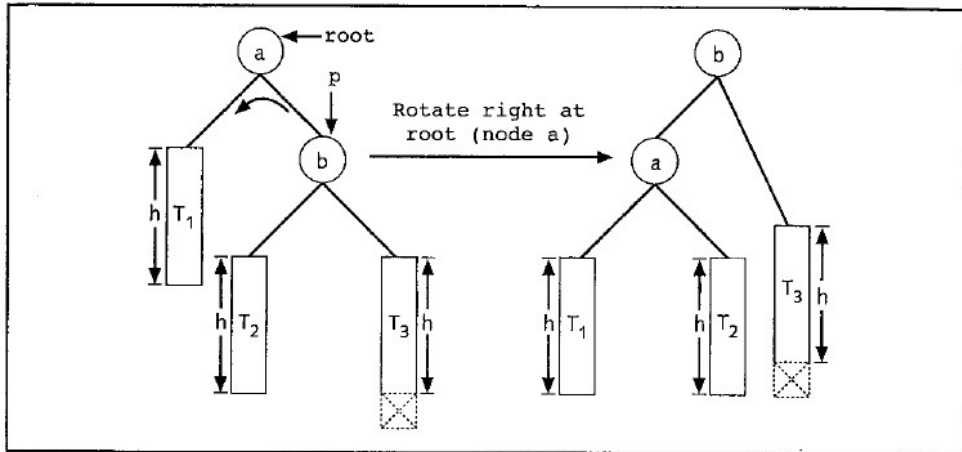 a
root
p
b
h
T1
h
T2
T3
h
Rotate right at
root (node a)
b
a
h
T1
h
T2
T3
h